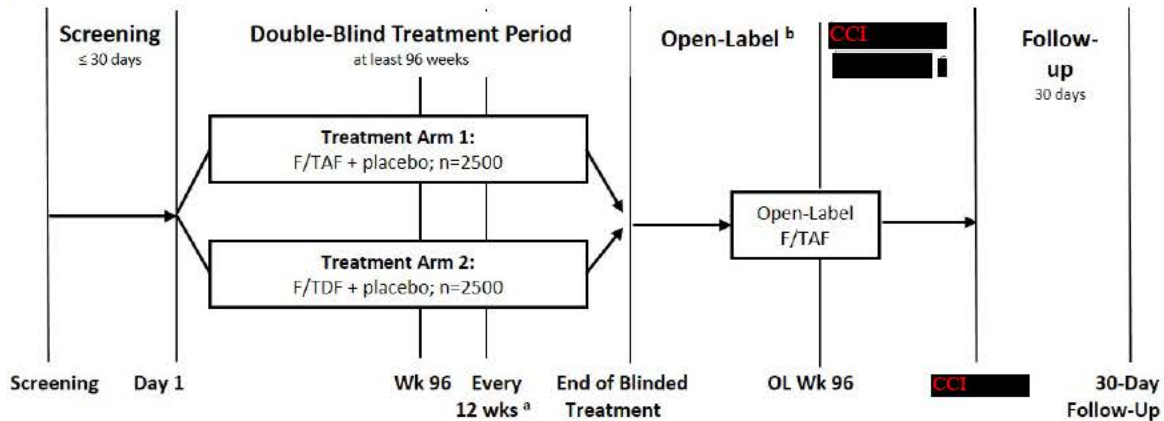 Screening
≤ 30 days
Double-Blind Treatment Period
at least 96 weeks
Open-Label b
CCI
Follow-
up
30 days
Treatment Arm 1:
F/TAF + placebo; n=2500
Open-Label
F/TAF
Treatment Arm 2:
F/TDF + placebo; n=2500
Screening
Day 1
Wk 96
Every
12 wks a
End of Blinded
Treatment
OL Wk 96
CCI
30-Day
Follow-Up